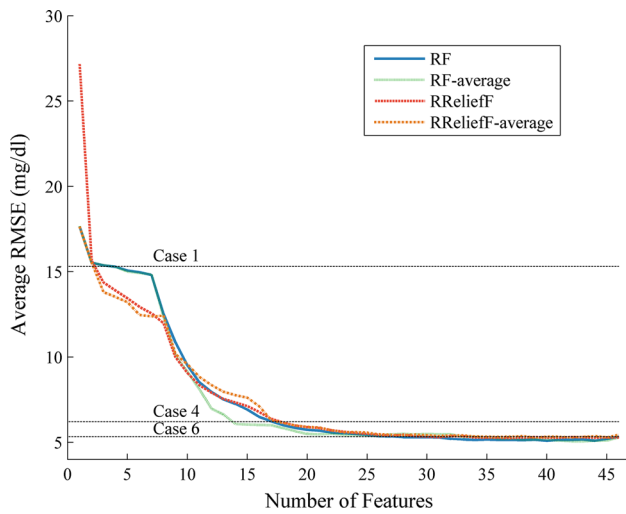 30
25
20
15
10
5
0
5
10
15
20
25
30
35
40
45
Average RMSE (mg/dl)
Number of Features
RF
RF-average
RReliefF
RReliefF-average
Case 1
Case 4
Case 6